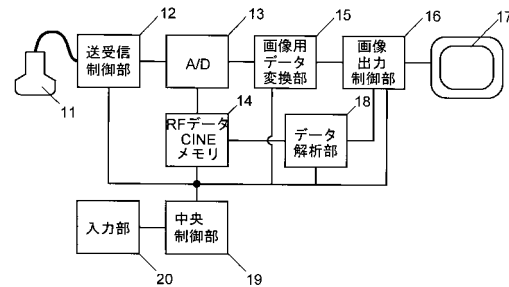 12
13
15
16
17
送受信
制御部
A/D
画像用
データ
変換部
画像
出力
制御部
11
14
18
RFデータ
CINE
メモリ
データ
解析部
入力部
中央
制御部
20
19